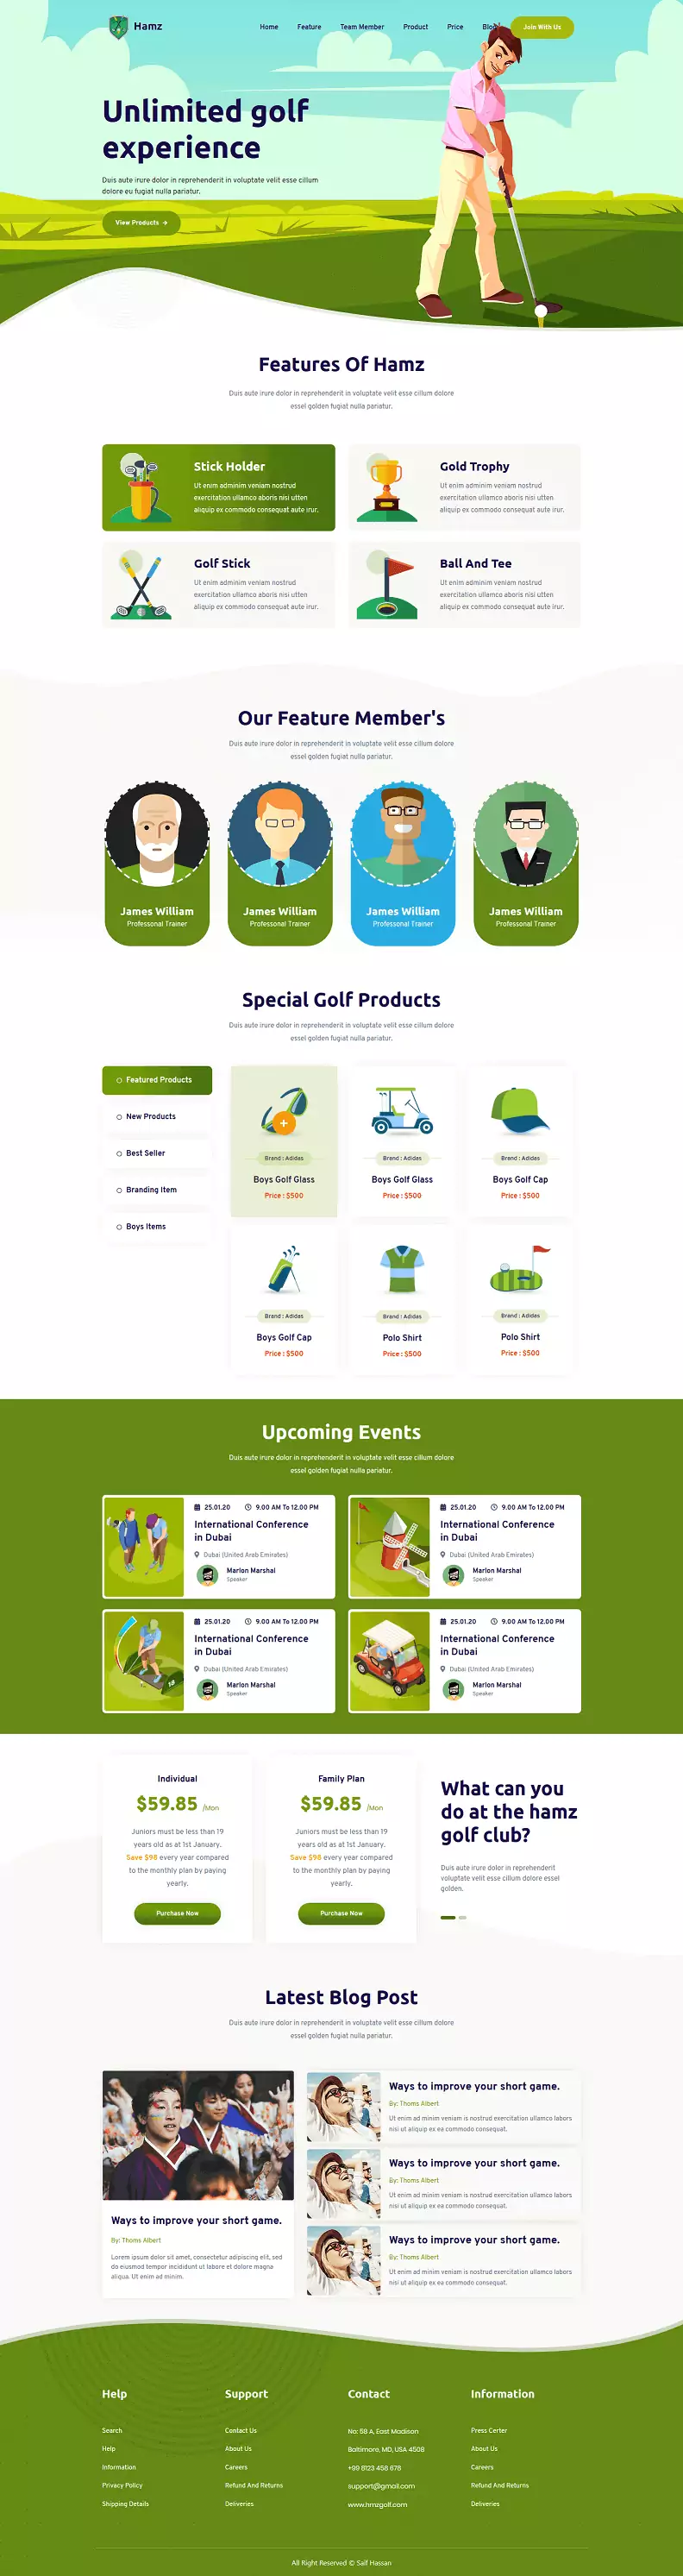 Hamz
Home Feature Team Member Product Price Blog Join With Us
Unlimited golf
experience
Duis aute irure dolor in reprehenderit in voluptate velit esse cillum
dolore eu fugiat nulla pariatur.
View Products →
Features Of Hamz
Duis aute irure dolor in reprehenderit in voluptate velit esse cillum dolore
essel golden fugiat nulla pariatur.
Stick Holder
Ut enim adminim veniam nostrud
exercitation ullamco aboris nisi utten
aliquip ex commodo consequat aute irur.
Gold Trophy
Ut enim adminim veniam nostrud
exercitation ullamco aboris nisi utten
aliquip ex commodo consequat aute irur.
Golf Stick
Ut enim adminim veniam nostrud
exercitation ullamco aboris nisi utten
aliquip ex commodo consequat aute irur.
Ball And Tee
Ut enim adminim veniam nostrud
exercitation ullamco aboris nisi utten
aliquip ex commodo consequat aute irur.
Our Feature Member's
Duis aute irure dolor in reprehenderit in voluptate velit esse cillum dolore
essel golden fugiat nulla pariatur.
James William
Professonal Trainer
James William
Professonal Trainer
James William
Professonal Trainer
James William
Professonal Trainer
Special Golf Products
Duis aute irure dolor in reprehenderit in voluptate velit esse cillum dolore
essel golden fugiat nulla pariatur.
Featured Products
New Products
Best Seller
Branding Item
Boys Items
Brand : Adidas
Boys Golf Glass
Price : $500
Brand : Adidas
Boys Golf Glass
Price : $500
Brand : Adidas
Boys Golf Cap
Price : $500
Brand : Adidas
Boys Golf Cap
Price : $500
Brand : Adidas
Polo Shirt
Price : $500
Brand : Adidas
Polo Shirt
Price : $500
Upcoming Events
Duis aute irure dolor in reprehenderit in voluptate velit esse cillum dolore
essel golden fugiat nulla pariatur.
25.01.20 9.00 AM To 12.00 PM
International Conference
in Dubai
Dubai (United Arab Emirates)
Marlon Marshal
Speaker
25.01.20 9.00 AM To 12.00 PM
International Conference
in Dubai
Dubai (United Arab Emirates)
Marlon Marshal
Speaker
25.01.20 9.00 AM To 12.00 PM
International Conference
in Dubai
Dubai (United Arab Emirates)
Marlon Marshal
Speaker
25.01.20 9.00 AM To 12.00 PM
International Conference
in Dubai
Dubai (United Arab Emirates)
Marlon Marshal
Speaker
Individual
$59.85 /Mon
Juniors must be less than 19
years old as at 1st January.
Save $98 every year compared
to the monthly plan by paying
yearly.
Purchase Now
Family Plan
$59.85 /Mon
Juniors must be less than 19
years old as at 1st January.
Save $98 every year compared
to the monthly plan by paying
yearly.
Purchase Now
What can you
do at the hamz
golf club?
Duis aute irure dolor in reprehenderit
voluptate velit esse cillum dolore essel
golden.
Latest Blog Post
Duis aute irure dolor in reprehenderit in voluptate velit esse cillum dolore
essel golden fugiat nulla pariatur.
Ways to improve your short game.
By: Thoms Albert
Lorem ipsum dolor sit amet, consectetur adipiscing elit, sed
do eiusmod tempor incididunt ut labore et dolore magna
aliqua. Ut enim ad minim.
Ways to improve your short game.
By: Thoms Albert
Ut enim ad minim veniam is nostrud exercitation ullamco labors
nisi ut aliquip ex ea commodo consequat.
Ways to improve your short game.
By: Thoms Albert
Ut enim ad minim veniam is nostrud exercitation ullamco labors
nisi ut aliquip ex ea commodo consequat.
Ways to improve your short game.
By: Thoms Albert
Ut enim ad minim veniam is nostrud exercitation ullamco labors
nisi ut aliquip ex ea commodo consequat.
Help
Search
Help
Information
Privacy Policy
Shipping Details
Support
Contact Us
About Us
Careers
Refund And Returns
Deliveries
Contact
No: 58 A, East Madison
Baltimore, MD, USA 4508
+99 8123 456 678
support@gmail.com
www.hmzgolf.com
Information
Press Center
About Us
Careers
Refund And Returns
Deliveries
All Right Reserved © Saif Hassan